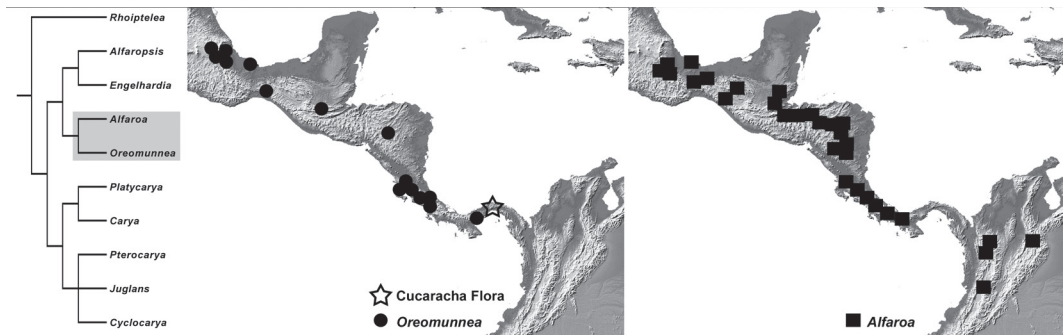 Rhoiptelea
Alfaropsis
Engelhardia
Alfaroa
Oreomunnea
Platycarya
Carya
Pterocarya
Juglans
Cyclocarya
Cucaracha Flora
Oreomunnea
Alfaroa